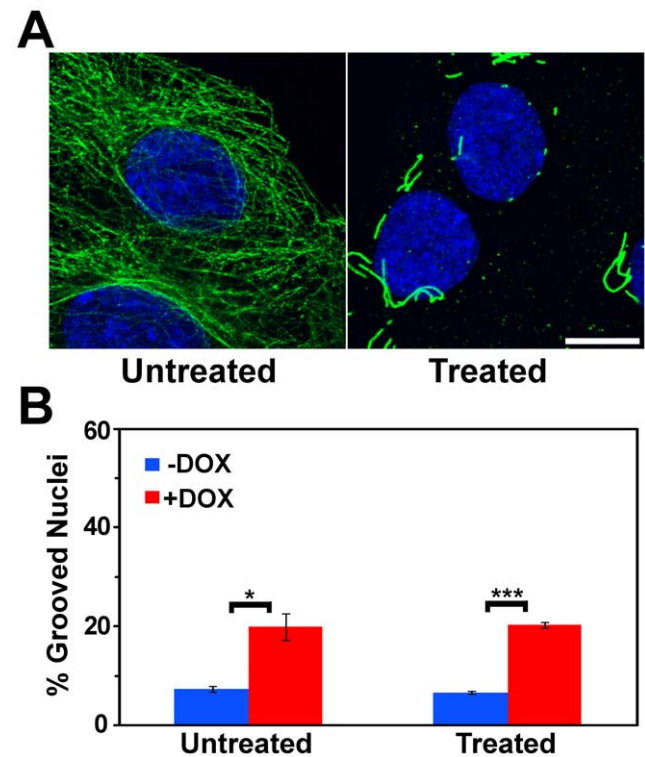 A
Untreated Treated
B
% Grooved Nuclei
60
40
20
0
-DOX
+DOX
*
***
Untreated Treated